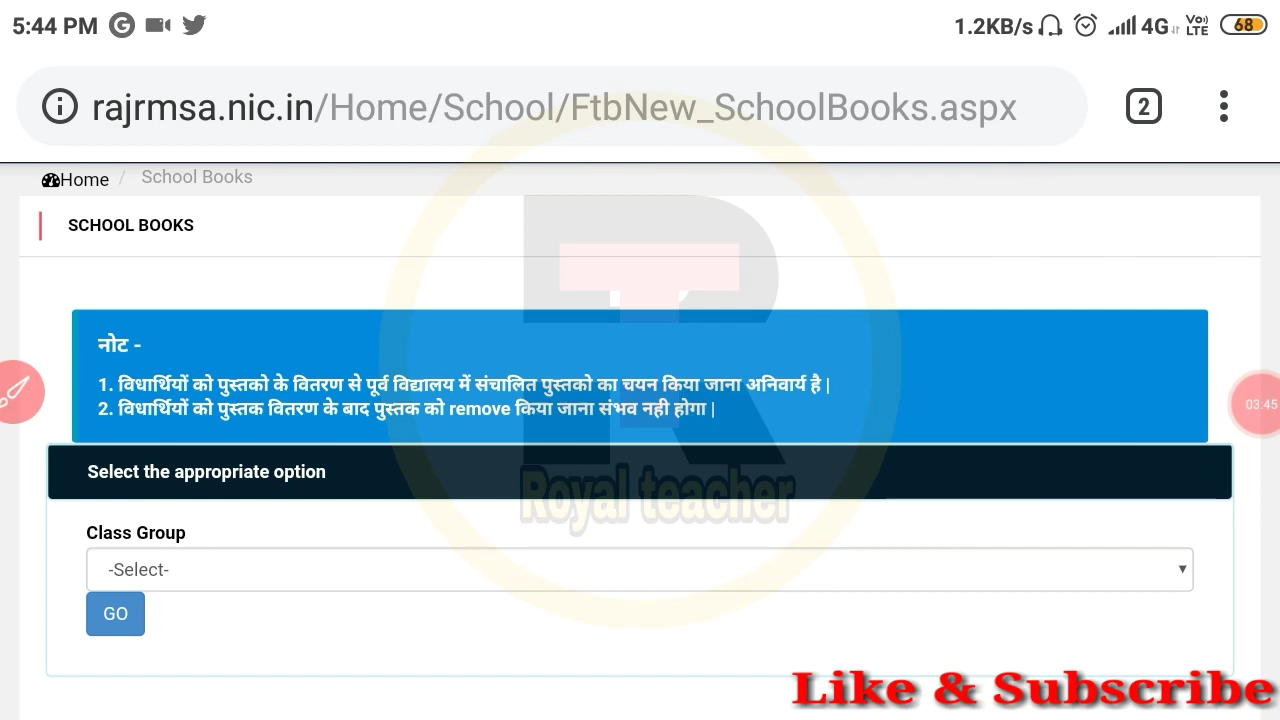 5:44 PM
1.2KB/s 4G VoLTE 68
rajrmsa.nic.in/Home/School/FtbNew_SchoolBooks.aspx
2
Home / School Books
SCHOOL BOOKS
नोट -
1. विधार्थियों को पुस्तको के वितरण से पूर्व विद्यालय में संचालित पुस्तको का चयन किया जाना अनिवार्य है |
03:45
2. विधार्थियों को पुस्तक वितरण के बाद पुस्तक को remove किया जाना संभव नही होगा |
Select the appropriate option
Royal teacher
Class Group
-Select-
GO
Like & Subscribe